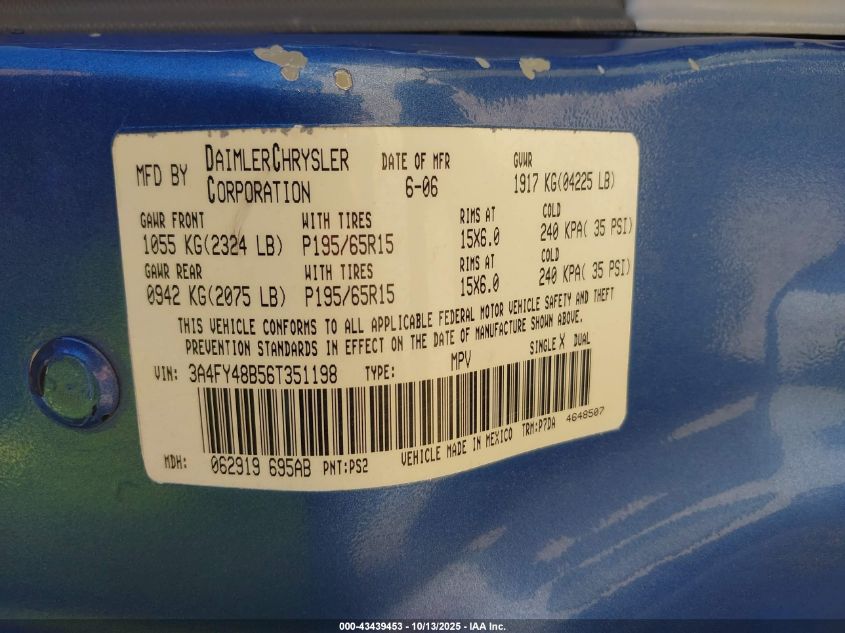 MFD BY DAIMLERCHRYSLER CORPORATION DATE OF MFR 6-06 GVWR 1917 KG(04225 LB)
GAWR FRONT WITH TIRES RIMS AT COLD
1055 KG(2324 LB) P195/65R15 15X6.0 240 KPA( 35 PSI)
GAWR REAR WITH TIRES RIMS AT COLD
0942 KG(2075 LB) P195/65R15 15X6.0 240 KPA( 35 PSI)
THIS VEHICLE CONFORMS TO ALL APPLICABLE FEDERAL MOTOR VEHICLE SAFETY AND THEFT
PREVENTION STANDARDS IN EFFECT ON THE DATE OF MANUFACTURE SHOWN ABOVE.
VIN: 3A4FY48B56T351198 TYPE: MPV SINGLE X DUAL
MDH: 062919 695AB PNT:PS2 VEHICLE MADE IN MEXICO TRM:P7DA 4648507
000-43439453 | 10/13/2025 - IAA Inc.